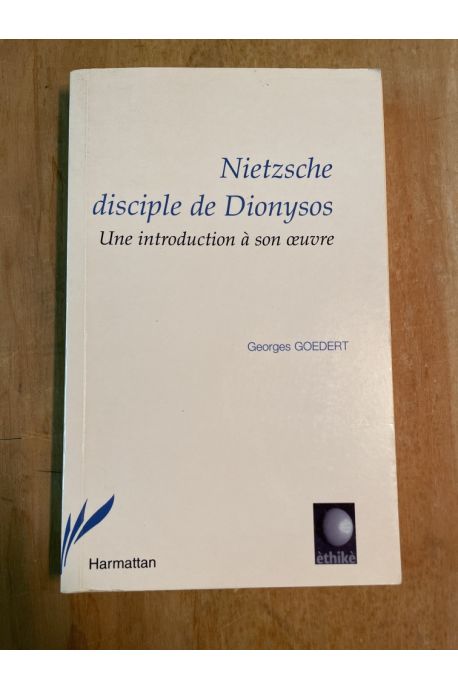 Nietzsche
disciple de Dionysos
Une introduction à son œuvre
Georges GOEDERT
Harmattan
èthikè